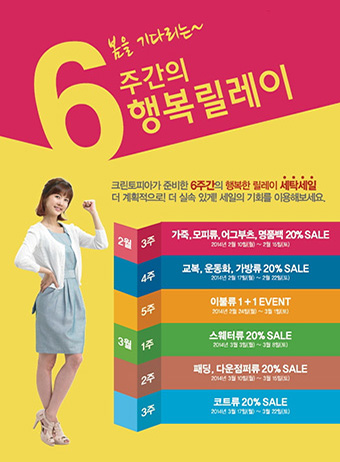 봄을 기다리는~
6주간의
행복릴레이
크린토피아가 준비한 6주간의 행복한 릴레이 세탁세일
더 계획적으로! 더 실속 있게! 세일의 기회를 이용해보세요.
2월 3주 가죽, 모피류, 어그부츠, 명품백 20% SALE
2014년 2월 10일(월) ~ 2월 15일(토)
4주 교복, 운동화, 가방류 20% SALE
2014년 2월 17일(월) ~ 2월 22일(토)
5주 이불류 1 + 1 EVENT
2014년 2월 24일(월) ~ 3월 1일(토)
3월 1주 스웨터류 20% SALE
2014년 3월 3일(월) ~ 3월 8일(토)
2주 패딩, 다운점퍼류 20% SALE
2014년 3월 10일(월) ~ 3월 15일(토)
3주 코트류 20% SALE
2014년 3월 17일(월) ~ 3월 22일(토)